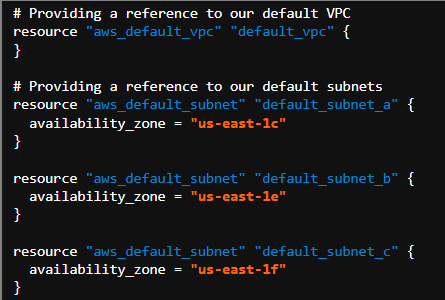 # Providing a reference to our default VPC
resource "aws_default_vpc" "default_vpc" {
}
# Providing a reference to our default subnets
resource "aws_default_subnet" "default_subnet_a" {
  availability_zone = "us-east-1c"
}
resource "aws_default_subnet" "default_subnet_b" {
  availability_zone = "us-east-1e"
}
resource "aws_default_subnet" "default_subnet_c" {
  availability_zone = "us-east-1f"
}